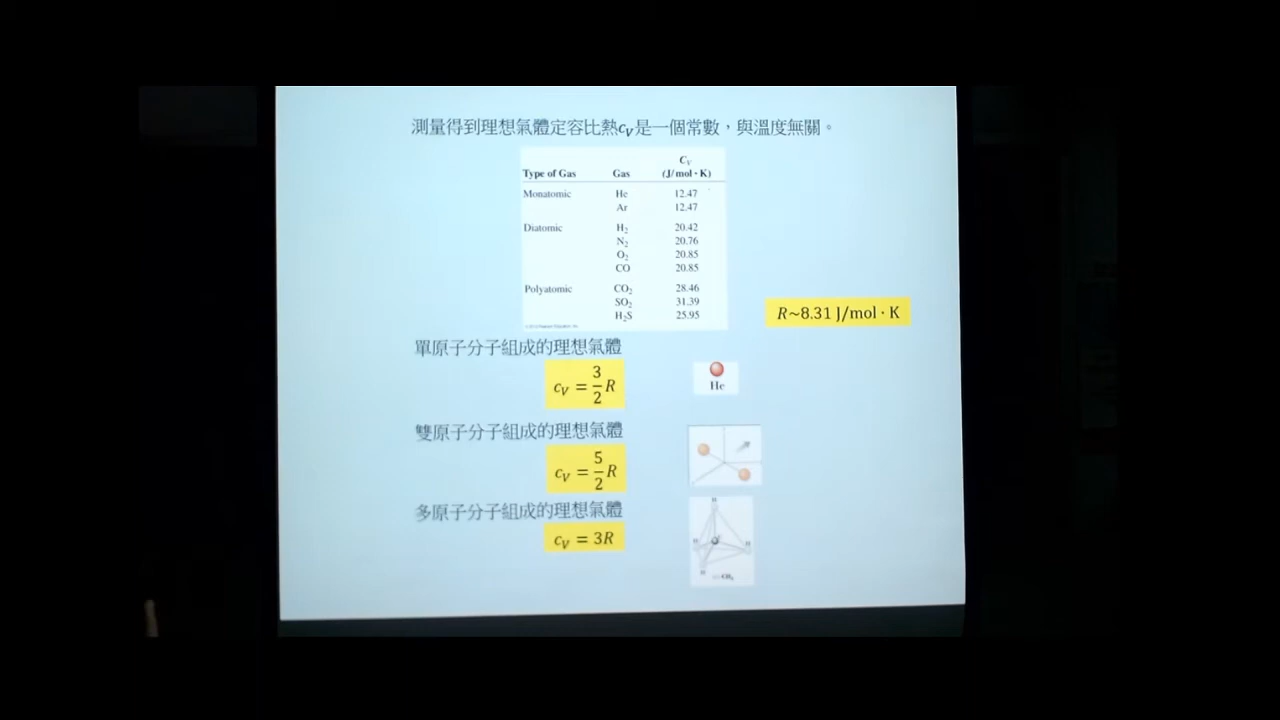 測量得到理想氣體定容比熱cV是一個常數，與溫度無關。
CV
Type of Gas Gas (J/mol · K)
Monatomic He 12.47
Ar 12.47
Diatomic H2 20.42
N2 20.76
O2 20.85
CO 20.85
Polyatomic CO2 28.46
SO2 31.39
H2S 25.95
R~8.31 J/mol · K
單原子分子組成的理想氣體
cV = 3/2 R
He
雙原子分子組成的理想氣體
cV = 5/2 R
多原子分子組成的理想氣體
cV = 3R
H
H
H
H
CH4